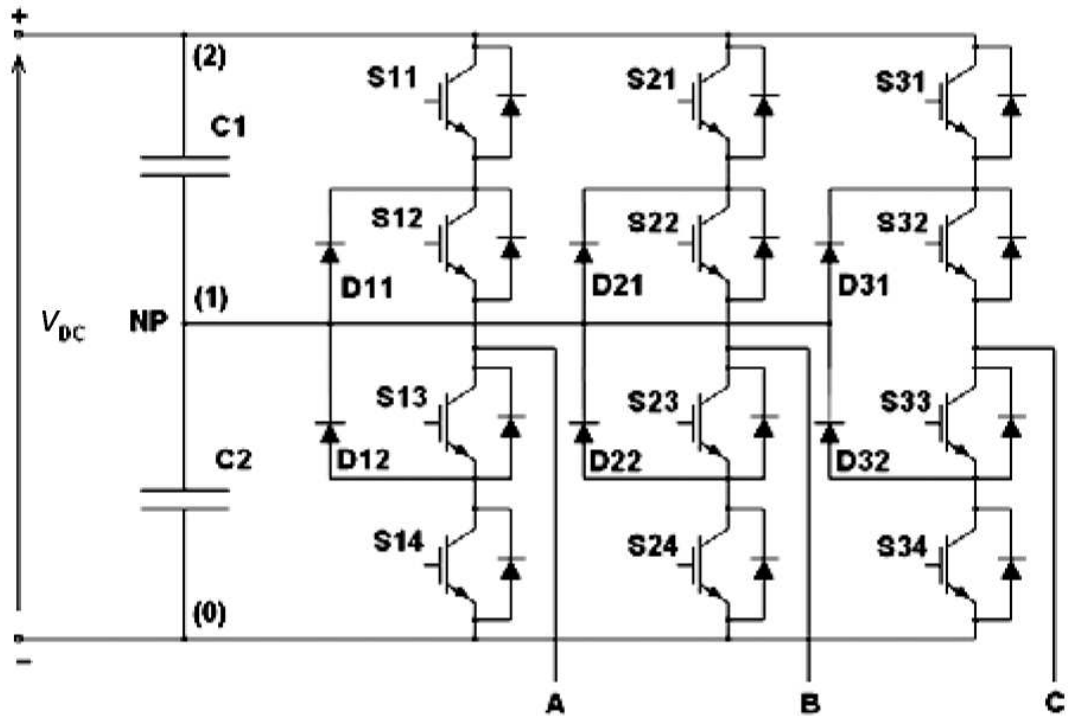 +
(2)
S11
S21
S31
C1
S12
S22
S32
D11
D21
D31
(1)
V_DC
NP
S13
S23
S33
C2
D12
D22
D32
S14
S24
S34
(0)
–
A
B
C